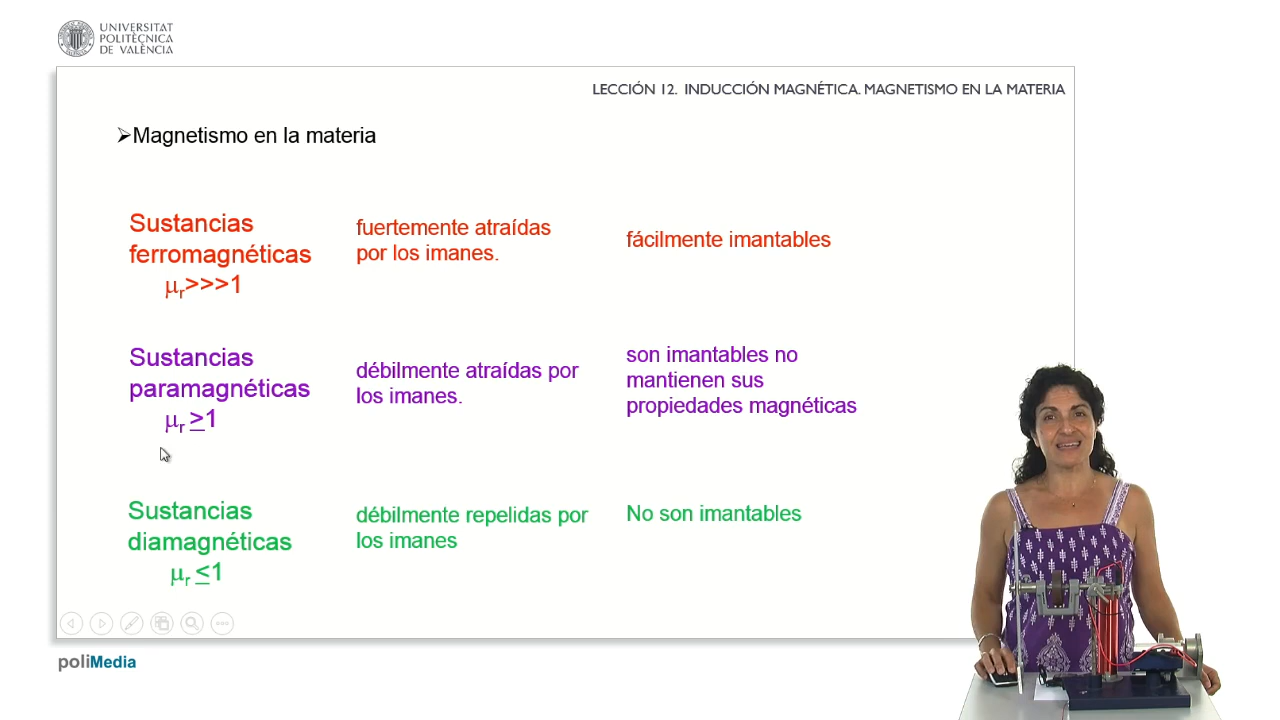 UNIVERSITAT
POLITÈCNICA
DE VALÈNCIA
LECCIÓN 12. INDUCCIÓN MAGNÉTICA. MAGNETISMO EN LA MATERIA
➢Magnetismo en la materia
Sustancias
ferromagnéticas
μr>>>1
fuertemente atraídas
por los imanes.
fácilmente imantables
Sustancias
paramagnéticas
μr ≥1
débilmente atraídas por
los imanes.
son imantables no
mantienen sus
propiedades magnéticas
Sustancias
diamagnéticas
μr ≤1
débilmente repelidas por
los imanes
No son imantables
poliMedia